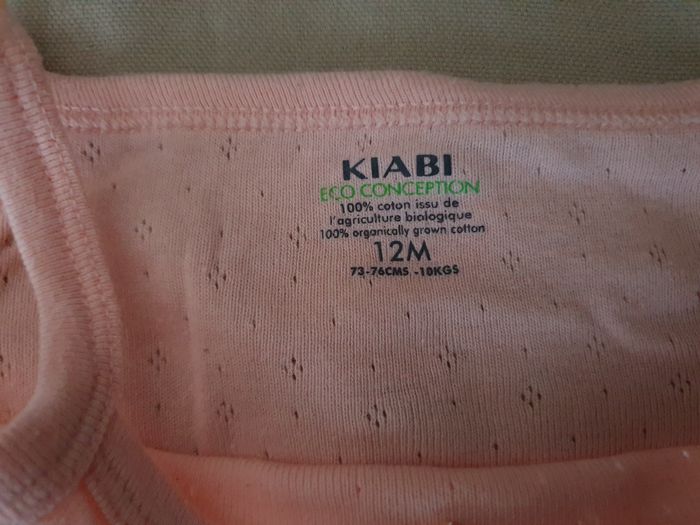 KIABI
ECO CONCEPTION
100% coton issu de
l'agriculture biologique
100% organically grown cotton
12M
73-76CMS -10KGS